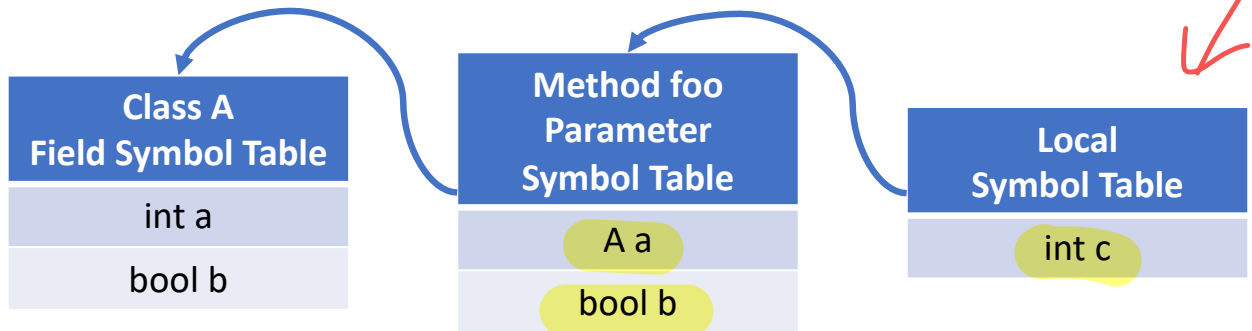 Class A
Field Symbol Table
int a
bool b
Method foo
Parameter
Symbol Table
A a
bool b
Local
Symbol Table
int c